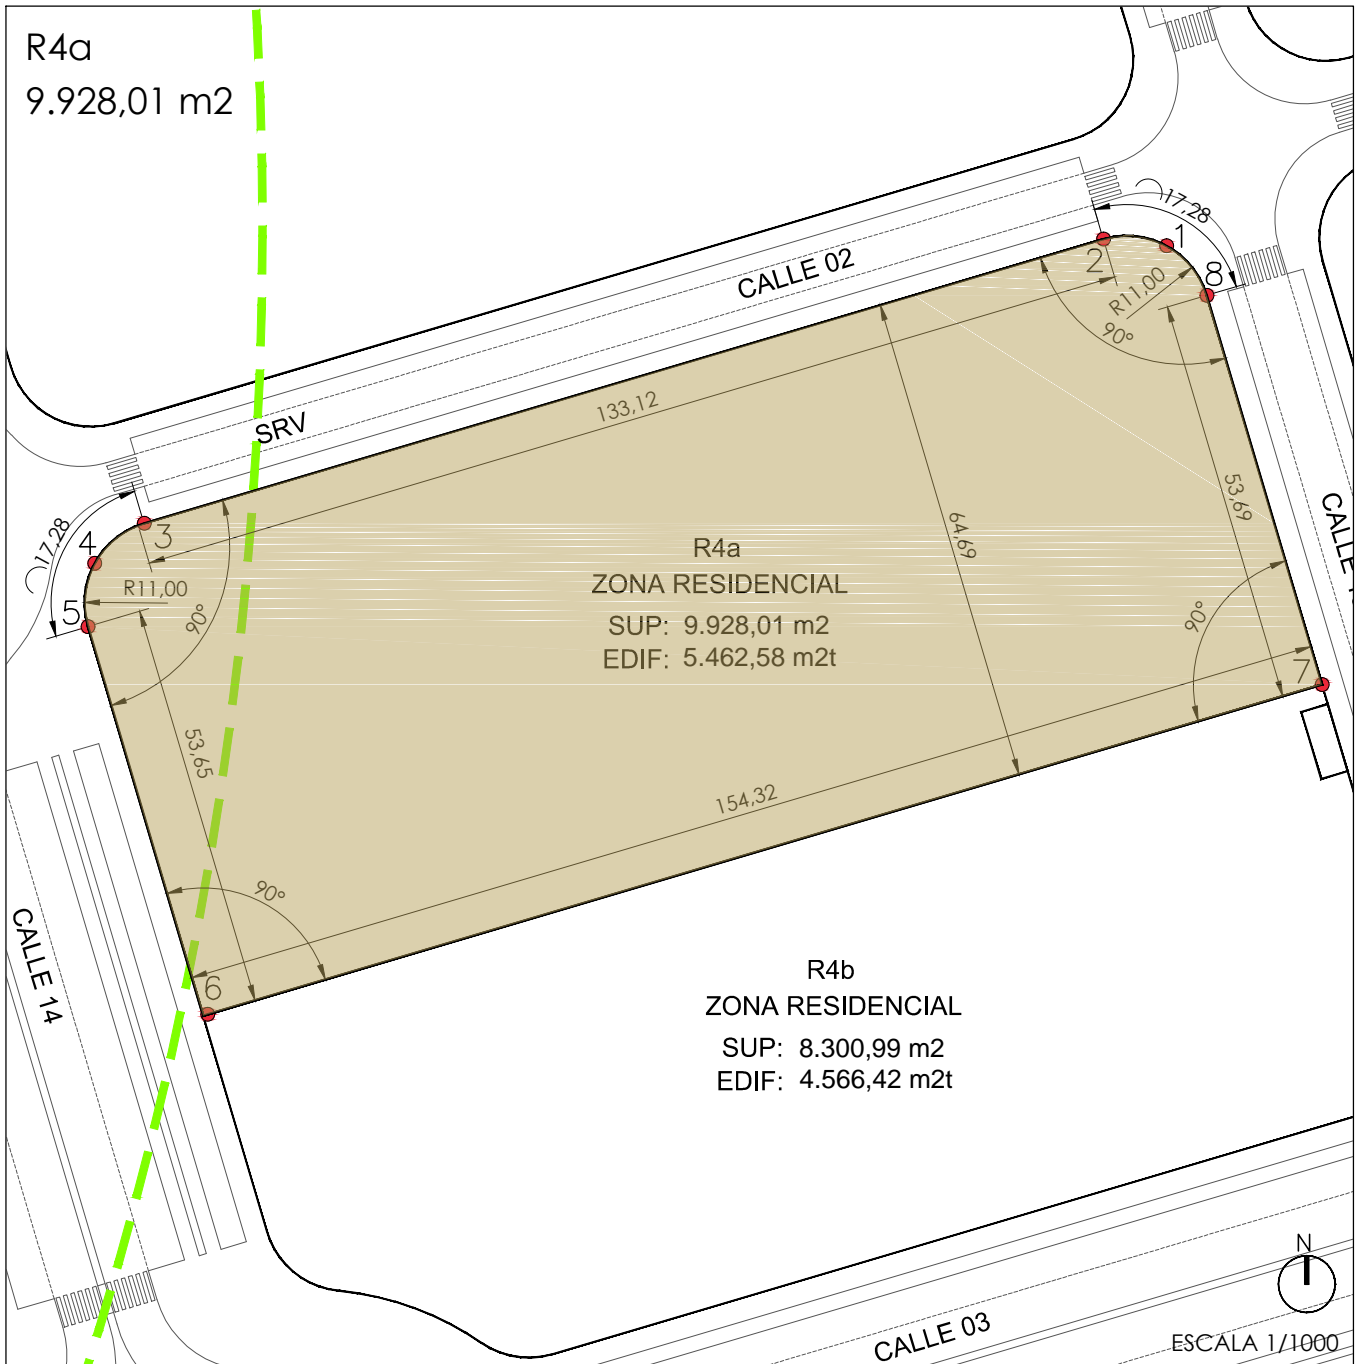 R4a
9.928,01 m2
CALLE 02
SRV
17,28
1
2
8
R11,00
90°
133,12
53,69
CALLE
17,28
3
4
5
R11,00
90°
64,69
R4a
ZONA RESIDENCIAL
SUP: 9.928,01 m2
EDIF: 5.462,58 m2t
90°
7
53,65
154,32
90°
6
CALLE 14
R4b
ZONA RESIDENCIAL
SUP: 8.300,99 m2
EDIF: 4.566,42 m2t
CALLE 03
N
ESCALA 1/1000